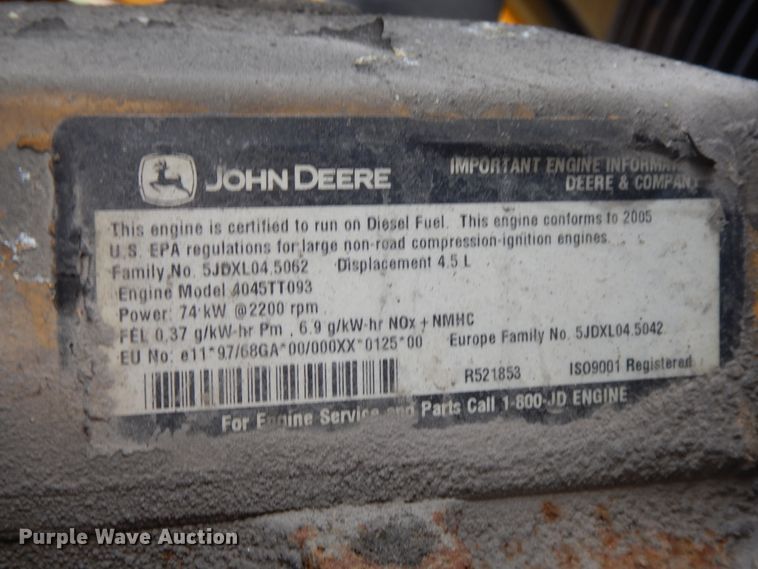 JOHN DEERE
IMPORTANT ENGINE
DEERE & COMPANY
This engine is certified to run on Diesel Fuel. This engine conforms to 2005
U.S. EPA regulations for large non-road compression-ignition engines.
Family No. 5JDXL04.5062 Displacement 4.5 L
Engine Model 4045TT093
Power: 74 kW @2200 rpm
FEL 0.37 g/kW-hr Pm , 6.9 g/kW-hr NOx + NMHC
Europe Family No. 5JDXL04.5042
EU No: e11*97/68GA*00/000XX*0125*00
R521853 ISO9001 Registered
For Engine Service and Parts Call 1-800-JD ENGINE
Purple Wave Auction